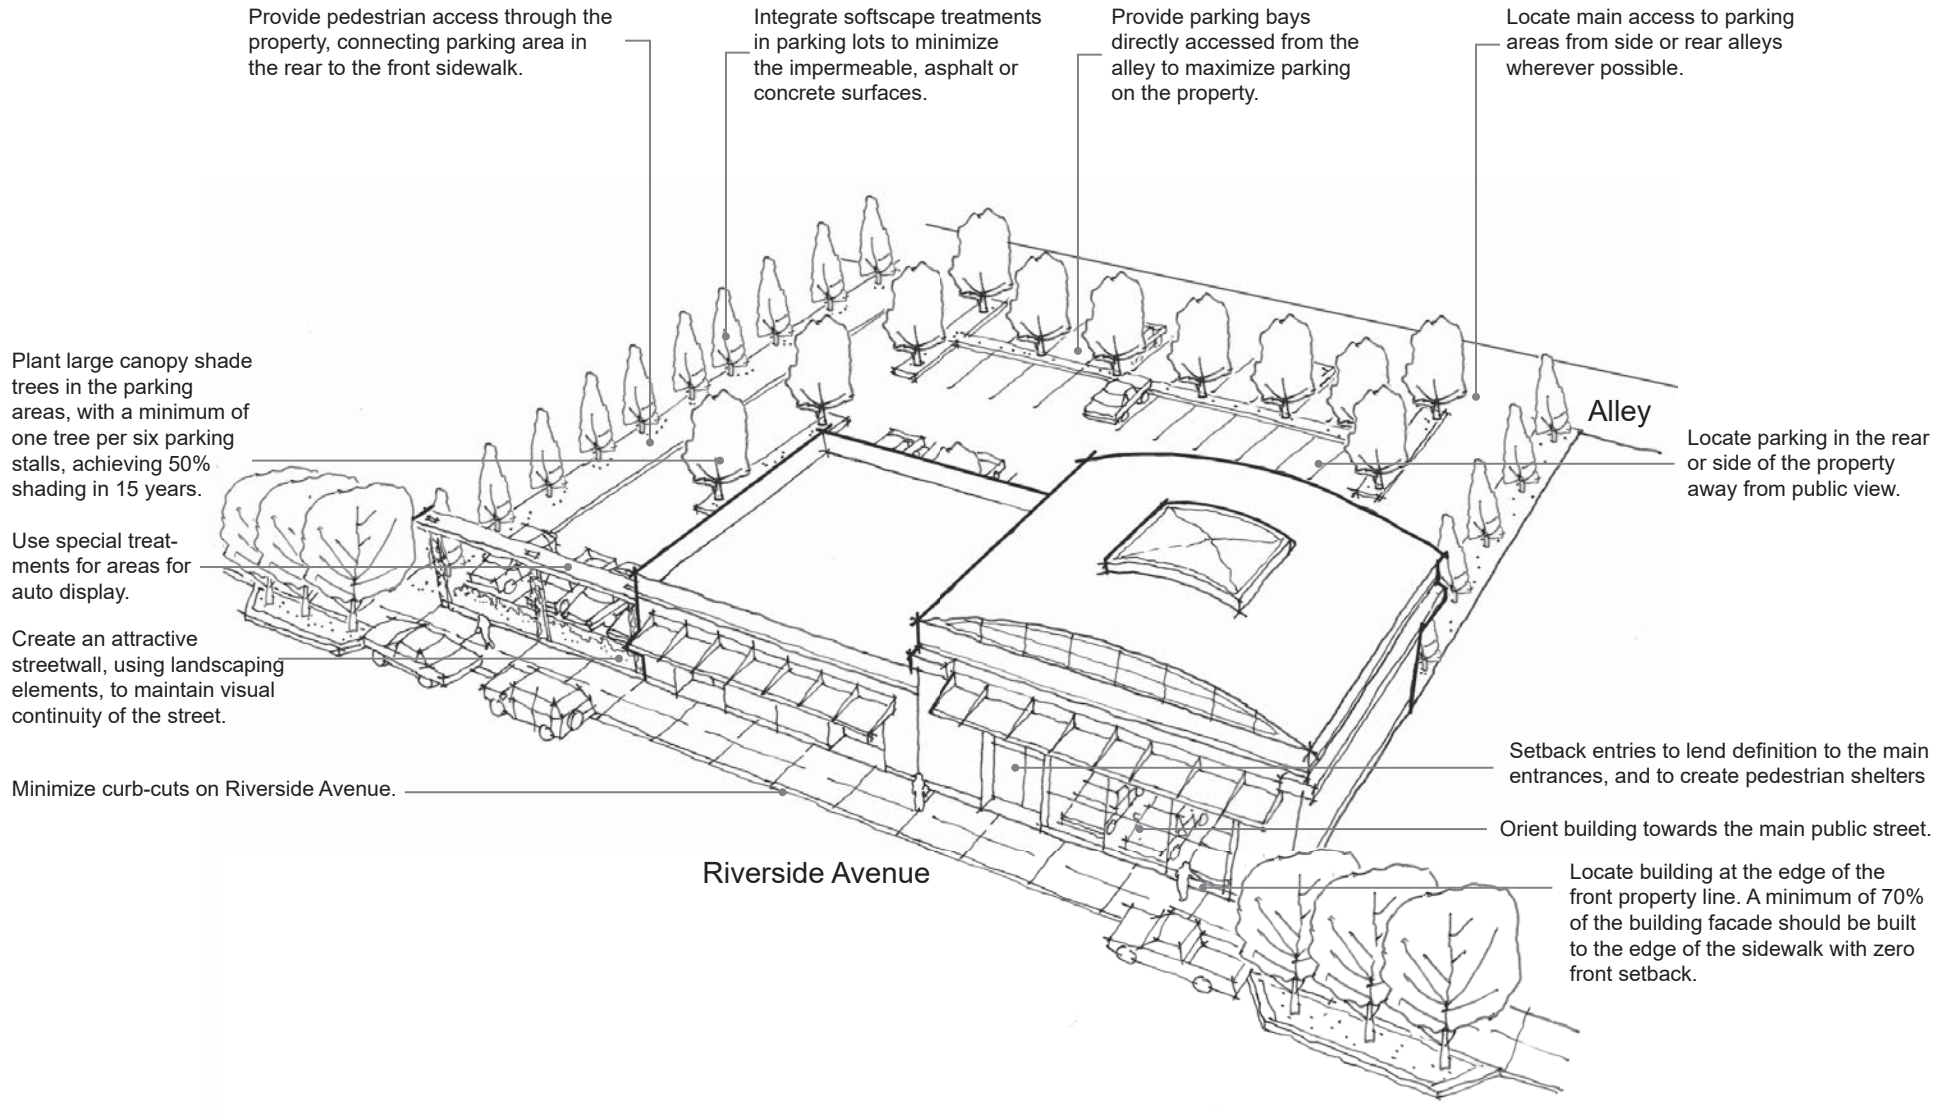 Provide pedestrian access through the
property, connecting parking area in
the rear to the front sidewalk.
Integrate softscape treatments
in parking lots to minimize
the impermeable, asphalt or
concrete surfaces.
Provide parking bays
directly accessed from the
alley to maximize parking
on the property.
Locate main access to parking
areas from side or rear alleys
wherever possible.
Plant large canopy shade
trees in the parking
areas, with a minimum of
one tree per six parking
stalls, achieving 50%
shading in 15 years.
Use special treat-
ments for areas for
auto display.
Create an attractive
streetwall, using landscaping
elements, to maintain visual
continuity of the street.
Minimize curb-cuts on Riverside Avenue.
Riverside Avenue
Alley
Locate parking in the rear
or side of the property
away from public view.
Setback entries to lend definition to the main
entrances, and to create pedestrian shelters
Orient building towards the main public street.
Locate building at the edge of the
front property line. A minimum of 70%
of the building facade should be built
to the edge of the sidewalk with zero
front setback.